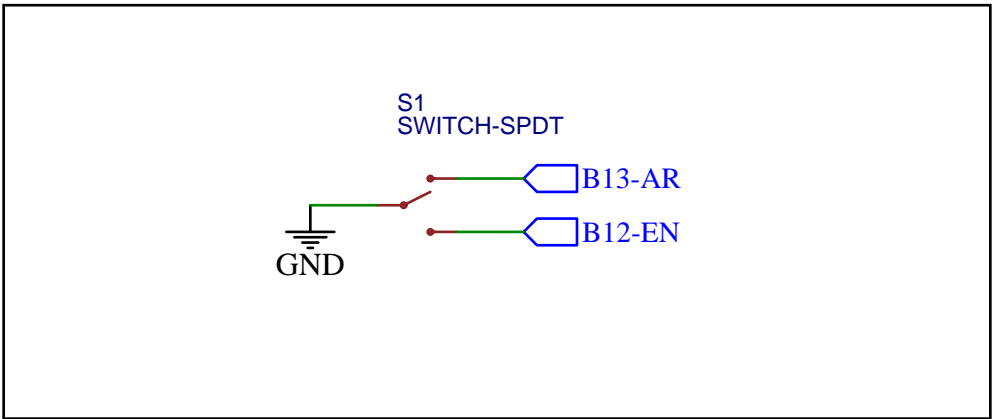 S1
SWITCH-SPDT
B13-AR
B12-EN
GND